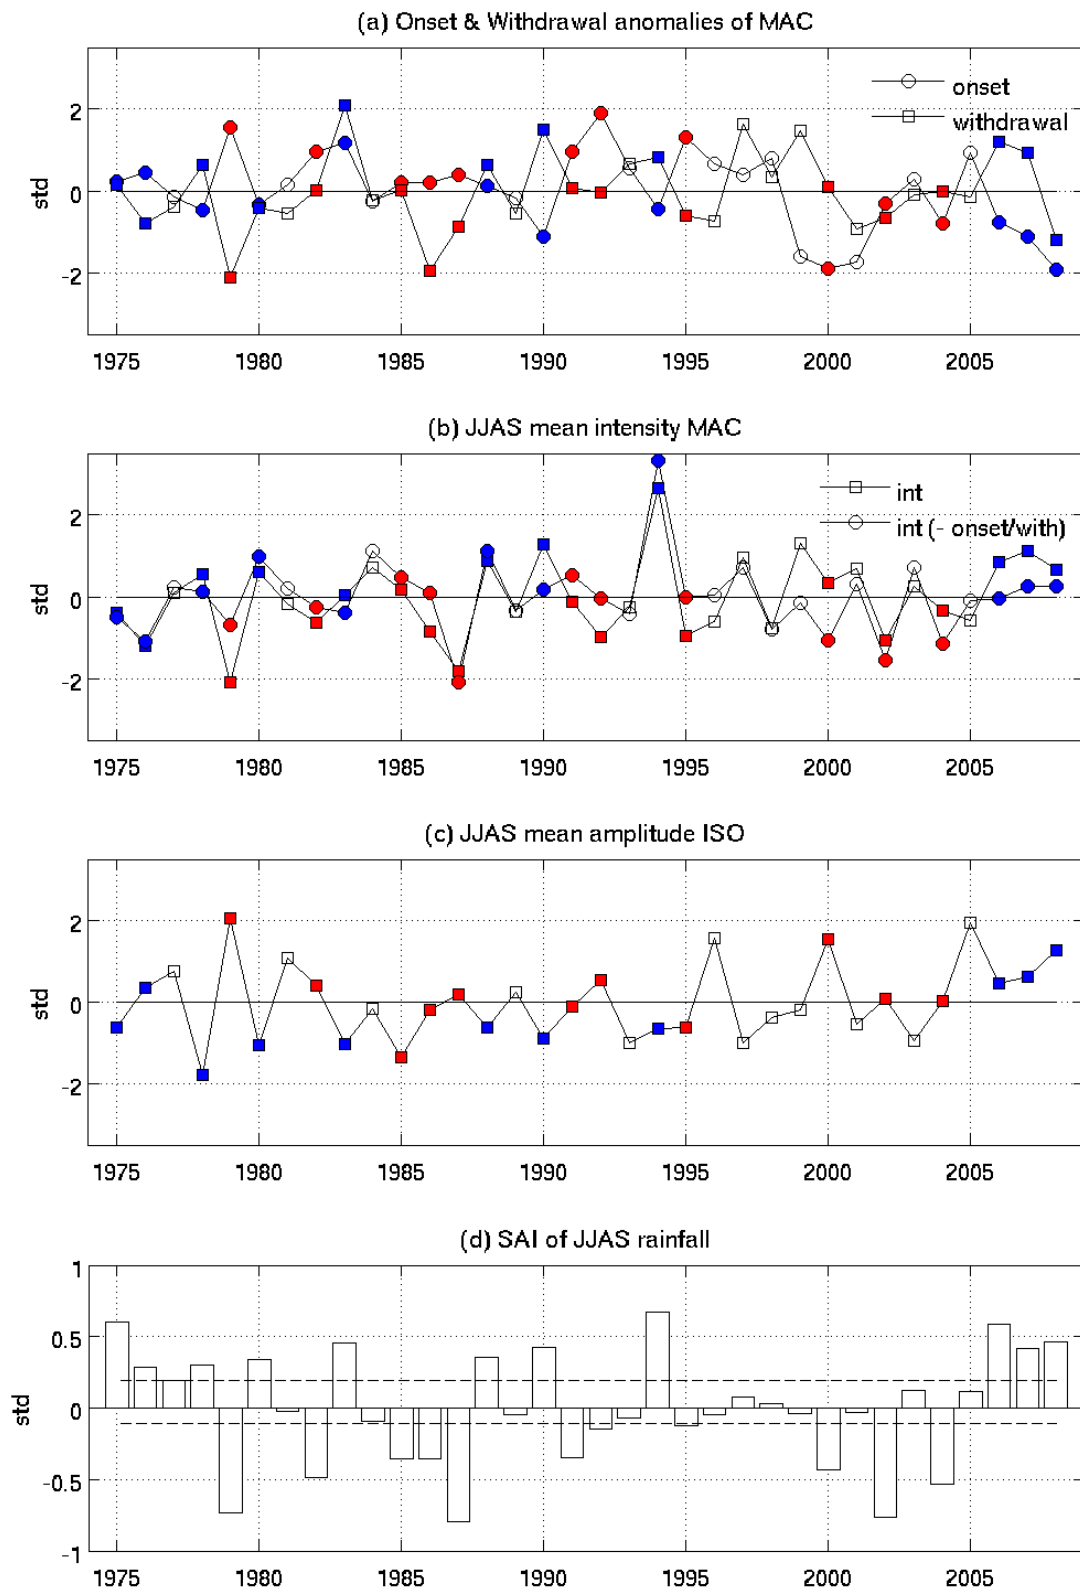 (a) Onset & Withdrawal anomalies of MAC
onset
withdrawal
2
0
-2
std
1975 1980 1985 1990 1995 2000 2005
(b) JJAS mean intensity MAC
int
int (- onset/with)
2
0
-2
std
1975 1980 1985 1990 1995 2000 2005
(c) JJAS mean amplitude ISO
2
0
-2
std
1975 1980 1985 1990 1995 2000 2005
(d) SAI of JJAS rainfall
1
0.5
0
-0.5
-1
std
1975 1980 1985 1990 1995 2000 2005